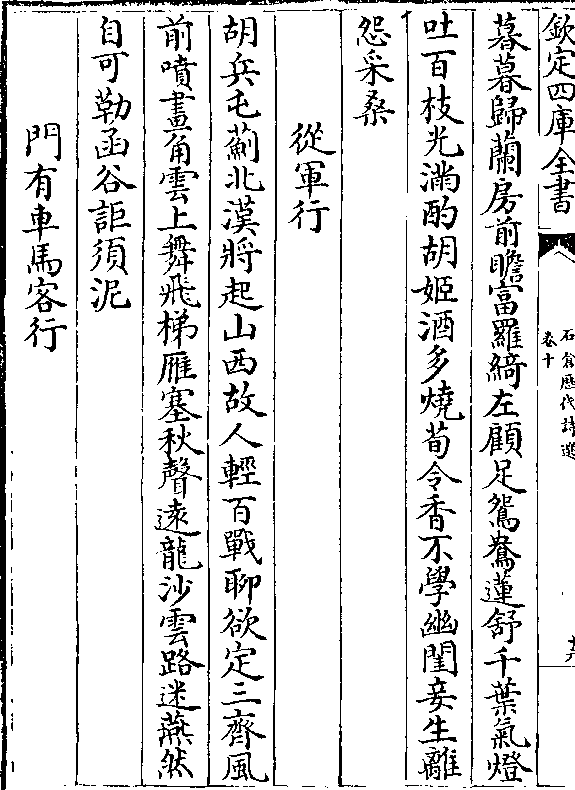 欽定四庫全書
石倉歷代詩選
卷十
十六
暮暮歸蘭房前瞻富羅綺左顧足鴛鴦蓮舒千葉氣燈
吐百枝光滿酌胡姬酒多燒荀令香不學幽閨妾生離
怨采桑
從軍行
胡兵屯薊北漢將起山西故人輕百戰聊欲定三齊風
前噴畫角雲上舞飛梯雁塞秋聲遠龍沙雲路迷燕然
自可勒函谷詎須泥
門有車馬客行